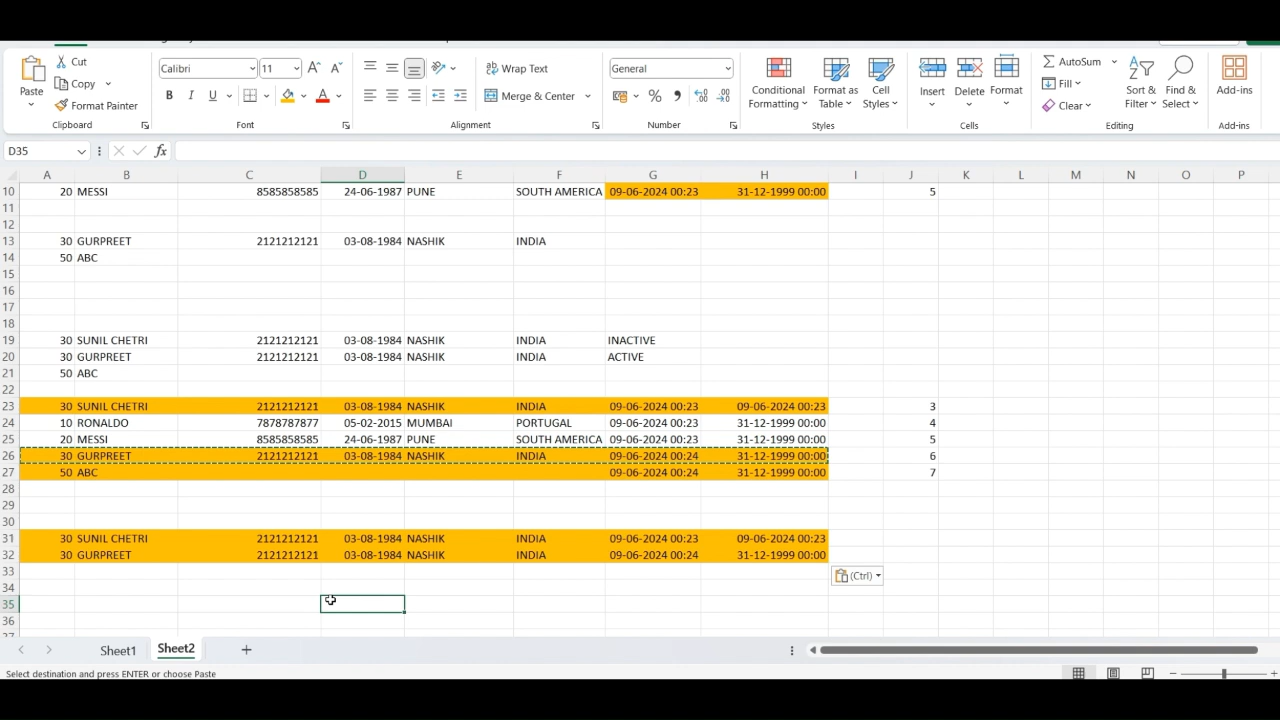 Cut
Copy
Format Painter
Paste
Clipboard
Calibri 11
B I U
Font
Wrap Text
Merge & Center
Alignment
General
Number
Conditional Formatting
Format as Table
Cell Styles
Styles
Insert Delete Format
Cells
AutoSum
Fill
Clear
Sort & Filter
Find & Select
Editing
Add-ins
Add-ins
D35 fx
A B C D E F G H I J K L M N O P
10 20 MESSI 8585858585 24-06-1987 PUNE SOUTH AMERICA 09-06-2024 00:23 31-12-1999 00:00 5
11
12
13 30 GURPREET 2121212121 03-08-1984 NASHIK INDIA
14 50 ABC
15
16
17
18
19 30 SUNIL CHETRI 2121212121 03-08-1984 NASHIK INDIA INACTIVE
20 30 GURPREET 2121212121 03-08-1984 NASHIK INDIA ACTIVE
21 50 ABC
22
23 30 SUNIL CHETRI 2121212121 03-08-1984 NASHIK INDIA 09-06-2024 00:23 09-06-2024 00:23 3
24 10 RONALDO 7878787877 05-02-2015 MUMBAI PORTUGAL 09-06-2024 00:23 31-12-1999 00:00 4
25 20 MESSI 8585858585 24-06-1987 PUNE SOUTH AMERICA 09-06-2024 00:23 31-12-1999 00:00 5
26 30 GURPREET 2121212121 03-08-1984 NASHIK INDIA 09-06-2024 00:24 31-12-1999 00:00 6
27 50 ABC 09-06-2024 00:24 31-12-1999 00:00 7
28
29
30
31 30 SUNIL CHETRI 2121212121 03-08-1984 NASHIK INDIA 09-06-2024 00:23 09-06-2024 00:23
32 30 GURPREET 2121212121 03-08-1984 NASHIK INDIA 09-06-2024 00:24 31-12-1999 00:00
33 (Ctrl)
34
35
36
37
Sheet1 Sheet2
Select destination and press ENTER or choose Paste